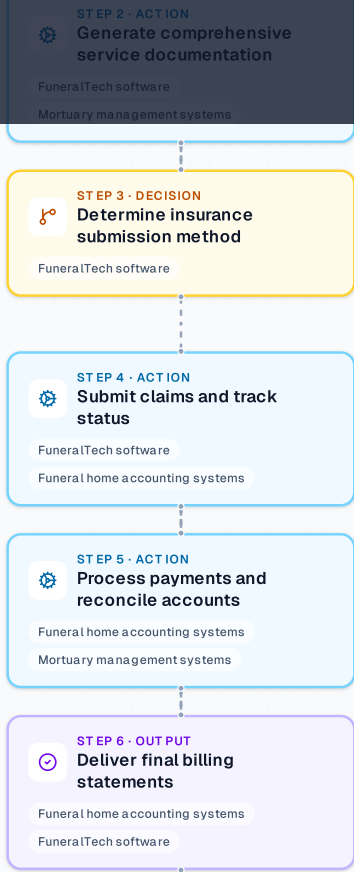 STEP 2 · ACTION
Generate comprehensive
service documentation
FuneralTech software
Mortuary management systems
STEP 3 · DECISION
Determine insurance
submission method
FuneralTech software
STEP 4 · ACTION
Submit claims and track
status
FuneralTech software
Funeral home accounting systems
STEP 5 · ACTION
Process payments and
reconcile accounts
Funeral home accounting systems
Mortuary management systems
STEP 6 · OUTPUT
Deliver final billing
statements
Funeral home accounting systems
FuneralTech software